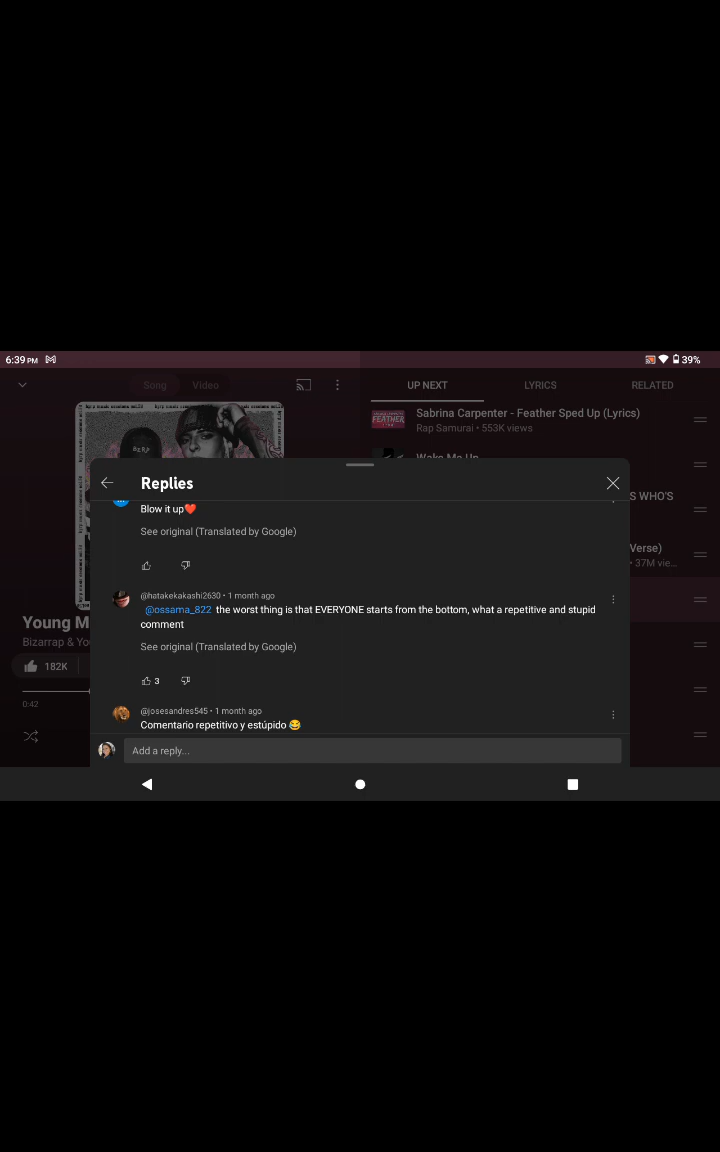 6:39 PM
39%
Song Video
UP NEXT LYRICS RELATED
Sabrina Carpenter - Feather Sped Up (Lyrics)
Rap Samurai • 553K views
FEATHER
Wake Me Up
S WHO'S
Verse)
• 37M vie...
Young M
Bizarrap & Yo
182K
0:42
Replies
Blow it up❤️
See original (Translated by Google)
@hatakekakashi2630 • 1 month ago
@ossama_822 the worst thing is that EVERYONE starts from the bottom, what a repetitive and stupid
comment
See original (Translated by Google)
3
@josesandres545 • 1 month ago
Comentario repetitivo y estúpido 😂
Add a reply...